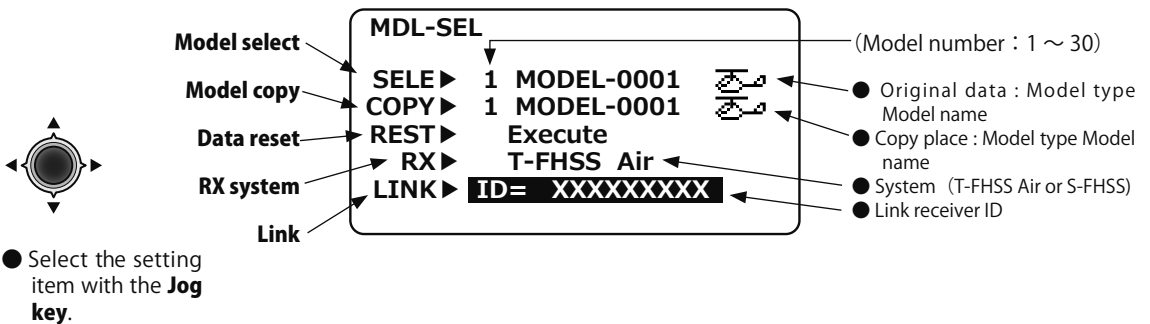 MDL-SEL
Model select
(Model number：1 ～ 30)
SELE▶ 1 MODEL-0001
● Original data : Model type
Model name
Model copy
COPY▶ 1 MODEL-0001
● Copy place : Model type Model
name
Data reset
REST▶ Execute
RX system
RX▶ T-FHSS Air
● System（T-FHSS Air or S-FHSS)
Link
LINK▶ ID= XXXXXXXXX
● Link receiver ID
● Select the setting
item with the Jog
key.